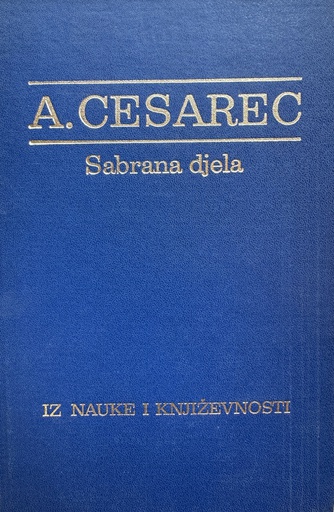 A. CESAREC
Sabrana djela
IZ NAUKE I KNJIŽEVNOSTI